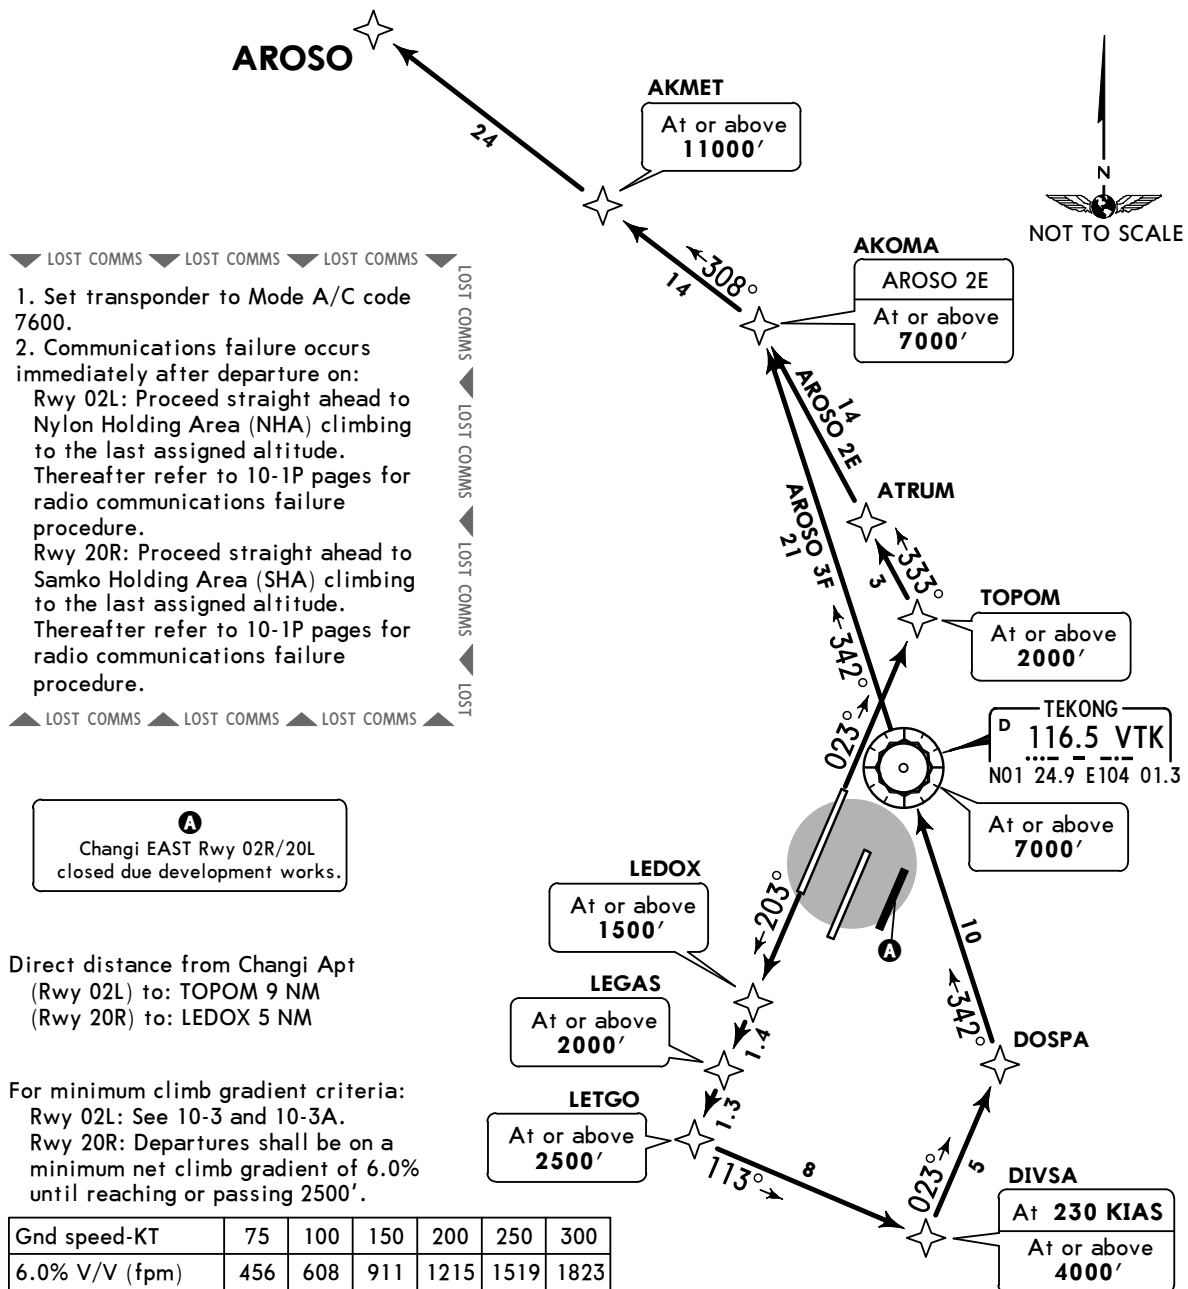 AROSO
24
AKMET
At or above
11000'
N
NOT TO SCALE
14
←308°
AKOMA
AROSO 2E
At or above
7000'
LOST COMMS LOST COMMS LOST COMMS
LOST COMMS LOST COMMS LOST COMMS LOST
1. Set transponder to Mode A/C code
7600.
2. Communications failure occurs
immediately after departure on:
Rwy 02L: Proceed straight ahead to
Nylon Holding Area (NHA) climbing
to the last assigned altitude.
Thereafter refer to 10-1P pages for
radio communications failure
procedure.
Rwy 20R: Proceed straight ahead to
Samko Holding Area (SHA) climbing
to the last assigned altitude.
Thereafter refer to 10-1P pages for
radio communications failure
procedure.
LOST COMMS LOST COMMS LOST COMMS
14
AROSO 2E
AROSO 3F
21
ATRUM
3
←333°
TOPOM
At or above
2000'
←342°
023°→
TEKONG
D 116.5 VTK
N01 24.9 E104 01.3
At or above
7000'
A
Changi EAST Rwy 02R/20L
closed due development works.
LEDOX
At or above
1500'
←203°
A
10
←342°
DOSPA
Direct distance from Changi Apt
(Rwy 02L) to: TOPOM 9 NM
(Rwy 20R) to: LEDOX 5 NM
LEGAS
At or above
2000'
1.4
1.3
LETGO
At or above
2500'
113°→
8
023°→
5
DIVSA
At 230 KIAS
At or above
4000'
For minimum climb gradient criteria:
Rwy 02L: See 10-3 and 10-3A.
Rwy 20R: Departures shall be on a
minimum net climb gradient of 6.0%
until reaching or passing 2500'.
Gnd speed-KT 75 100 150 200 250 300
6.0% V/V (fpm) 456 608 911 1215 1519 1823